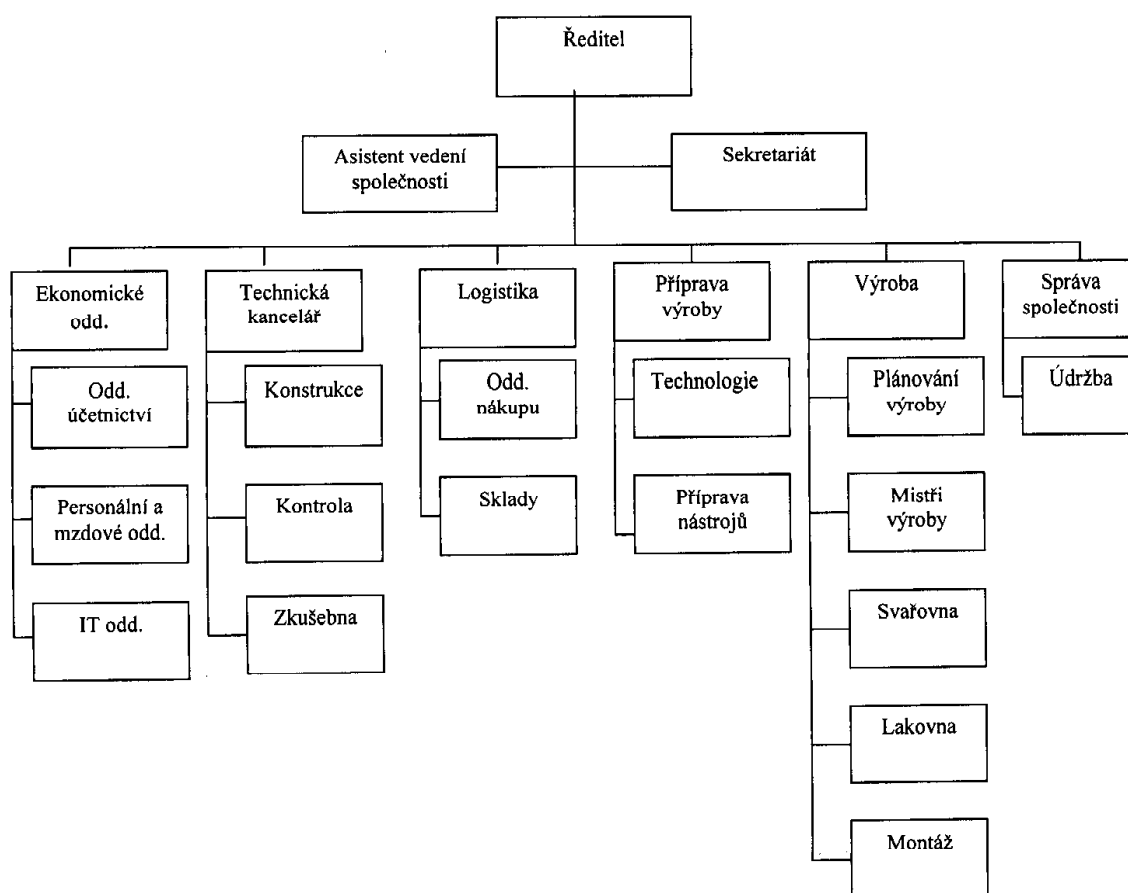 Ředitel
Asistent vedení
společnosti
Sekretariát
Ekonomické
odd.
Technická
kancelář
Logistika
Příprava
výroby
Výroba
Správa
společnosti
Odd.
účetnictví
Konstrukce
Odd.
nákupu
Technologie
Plánování
výroby
Údržba
Personální a
mzdové odd.
Kontrola
Sklady
Příprava
nástrojů
Mistři
výroby
IT odd.
Zkušebna
Svařovna
Lakovna
Montáž